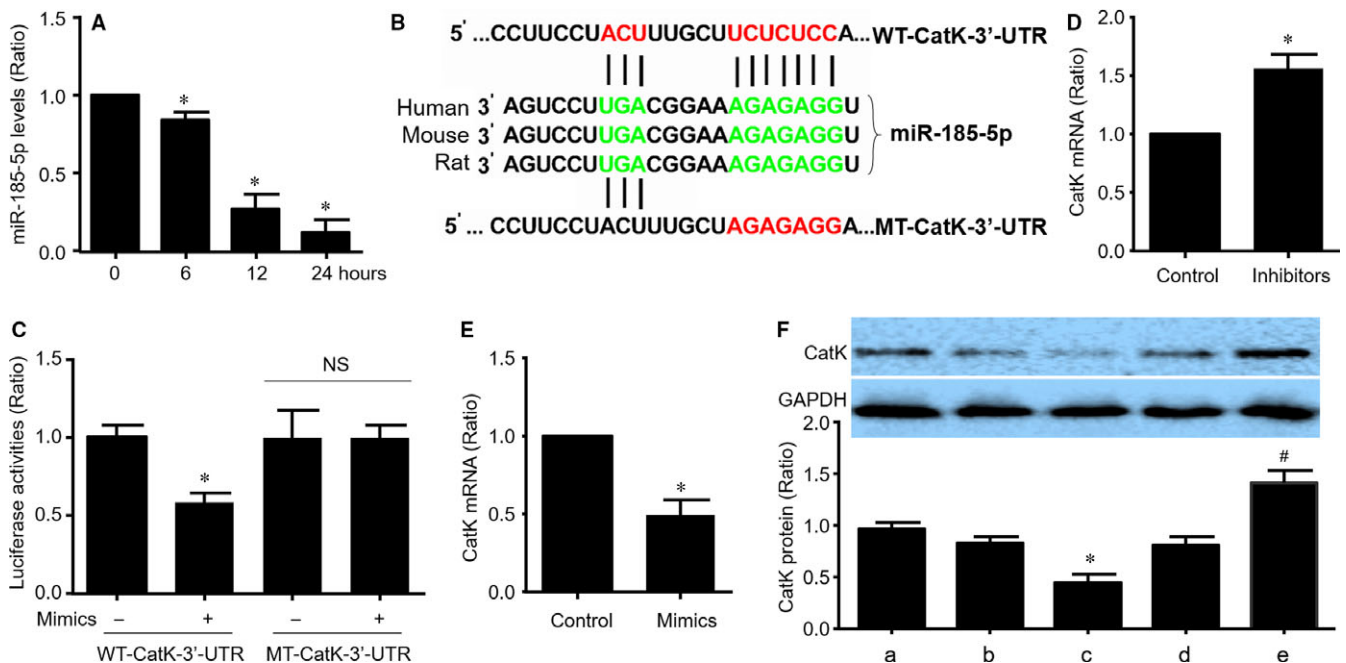 A
miR-185-5p levels (Ratio)
1.5
1.0
0.5
0.0
*
*
*
0 6 12 24 hours
B
5' ...CCUUCCUACUUUGCUUCUCUCCA...WT-CatK-3'-UTR
Human 3' AGUCCUUGACGGAAAGAGAGGU
Mouse 3' AGUCCUUGACGGAAAGAGAGGU
Rat 3' AGUCCUUGACGGAAAGAGAGGU
miR-185-5p
5' ... CCUUCCUACUUUGCUAGAGAGGA...MT-CatK-3'-UTR
D
CatK mRNA (Ratio)
2.0
1.5
1.0
0.5
0.0
*
Control Inhibitors
C
Luciferase activities (Ratio)
1.5
1.0
0.5
0.0
*
NS
Mimics – + – +
WT-CatK-3'-UTR MT-CatK-3'-UTR
E
CatK mRNA (Ratio)
1.5
1.0
0.5
0.0
*
Control Mimics
F
CatK
GAPDH
CatK protein (Ratio)
2.0
1.0
0.5
0.0
*
#
a b c d e